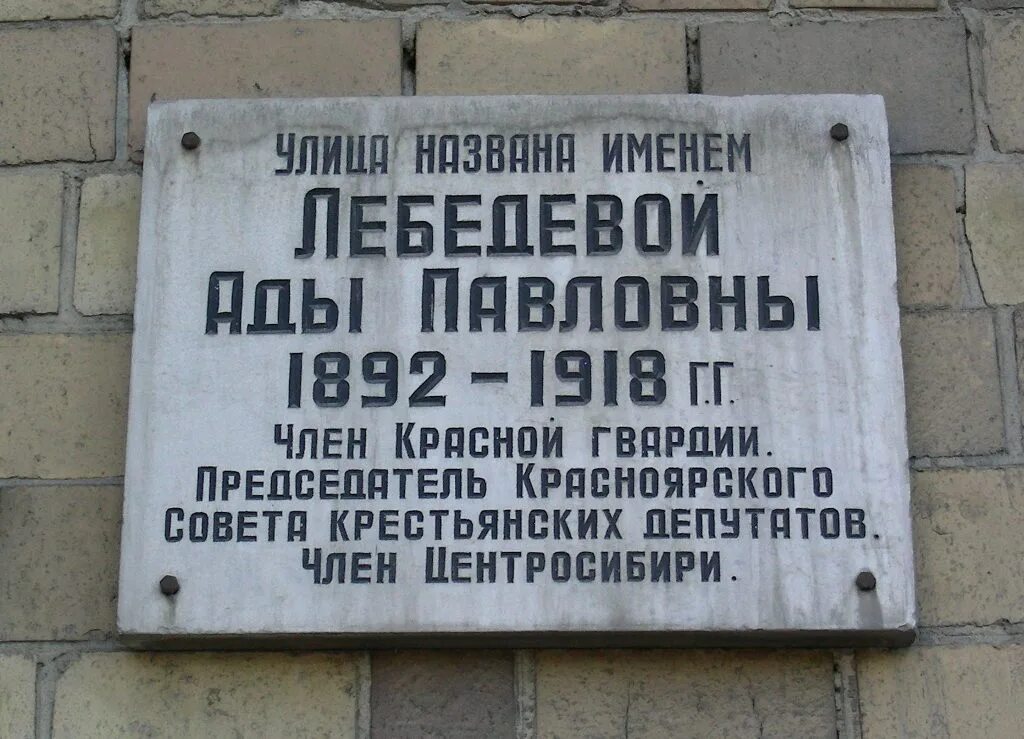 Улица названа именем
Лебедевой
Ады Павловны
1892-1918 г.г.
Член Красной гвардии.
Председатель Красноярского
Совета крестьянских депутатов.
Член Центросибири.